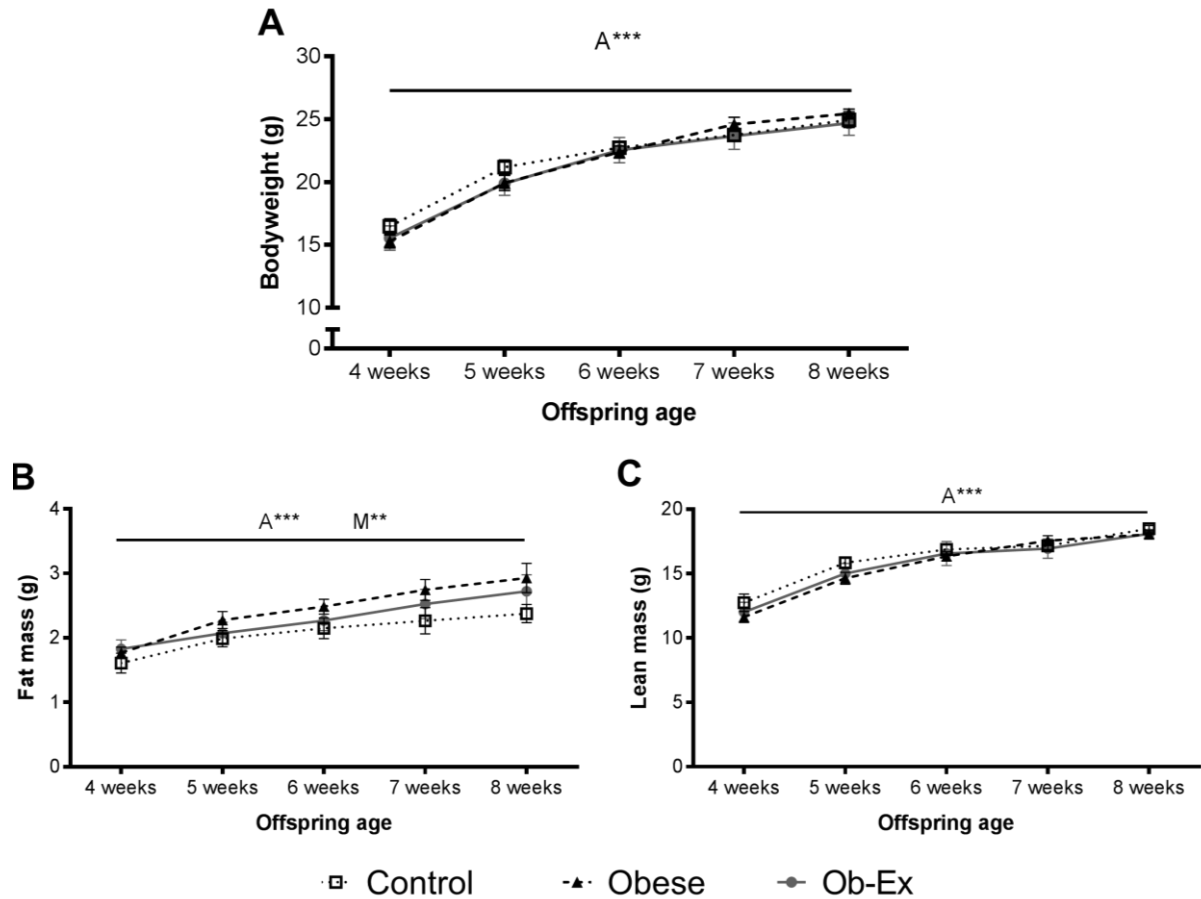 A
A***
30
25
20
15
10
0
Bodyweight (g)
4 weeks 5 weeks 6 weeks 7 weeks 8 weeks
Offspring age
B
A*** M**
4
3
2
1
0
Fat mass (g)
4 weeks 5 weeks 6 weeks 7 weeks 8 weeks
Offspring age
C
A***
20
15
10
5
0
Lean mass (g)
4 weeks 5 weeks 6 weeks 7 weeks 8 weeks
Offspring age
Control Obese Ob-Ex